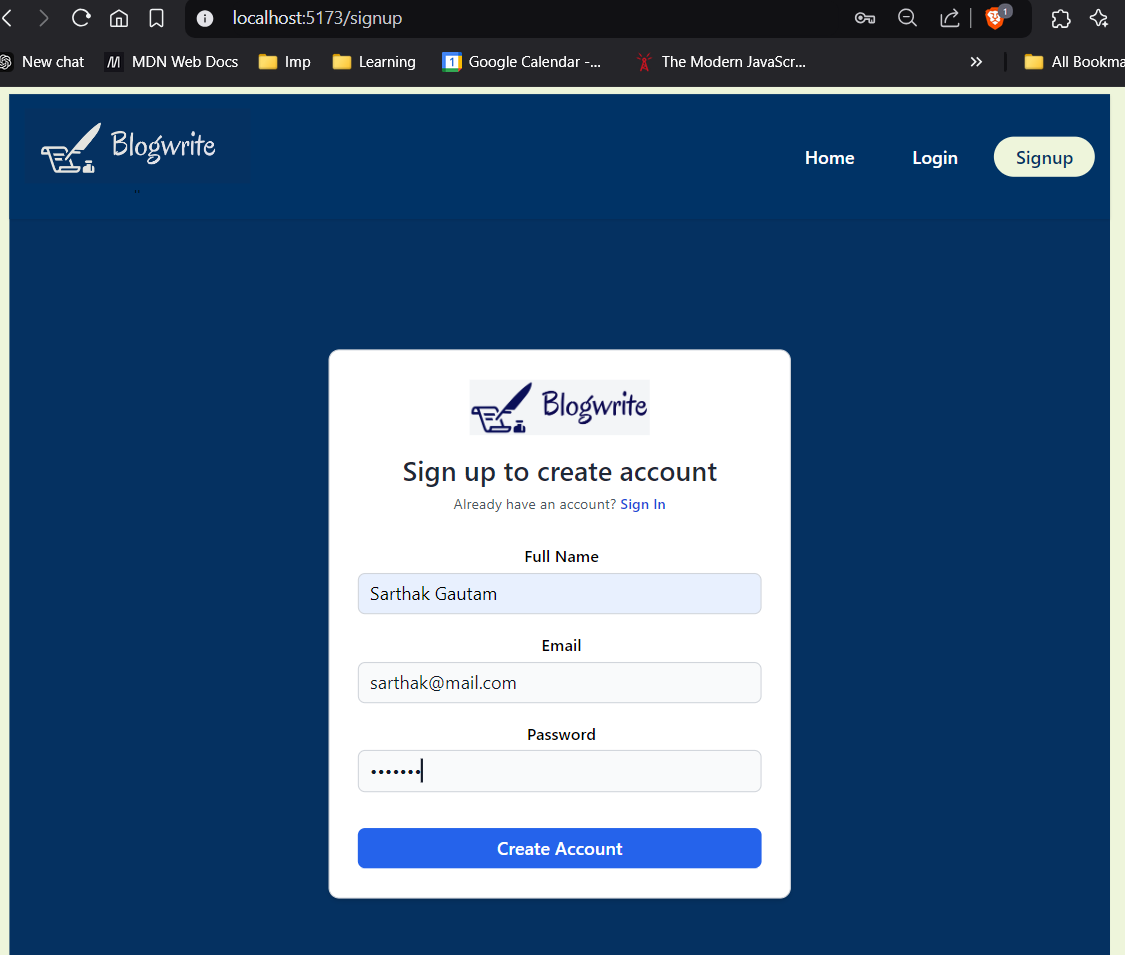 localhost:5173/signup
1
New chat
MDN Web Docs
Imp
Learning
1
Google Calendar -...
The Modern JavaScr...
»
All Bookma
Blogwrite
Home
Login
Signup
Blogwrite
Sign up to create account
Already have an account? Sign In
Full Name
Sarthak Gautam
Email
sarthak@mail.com
Password
•••••••
Create Account